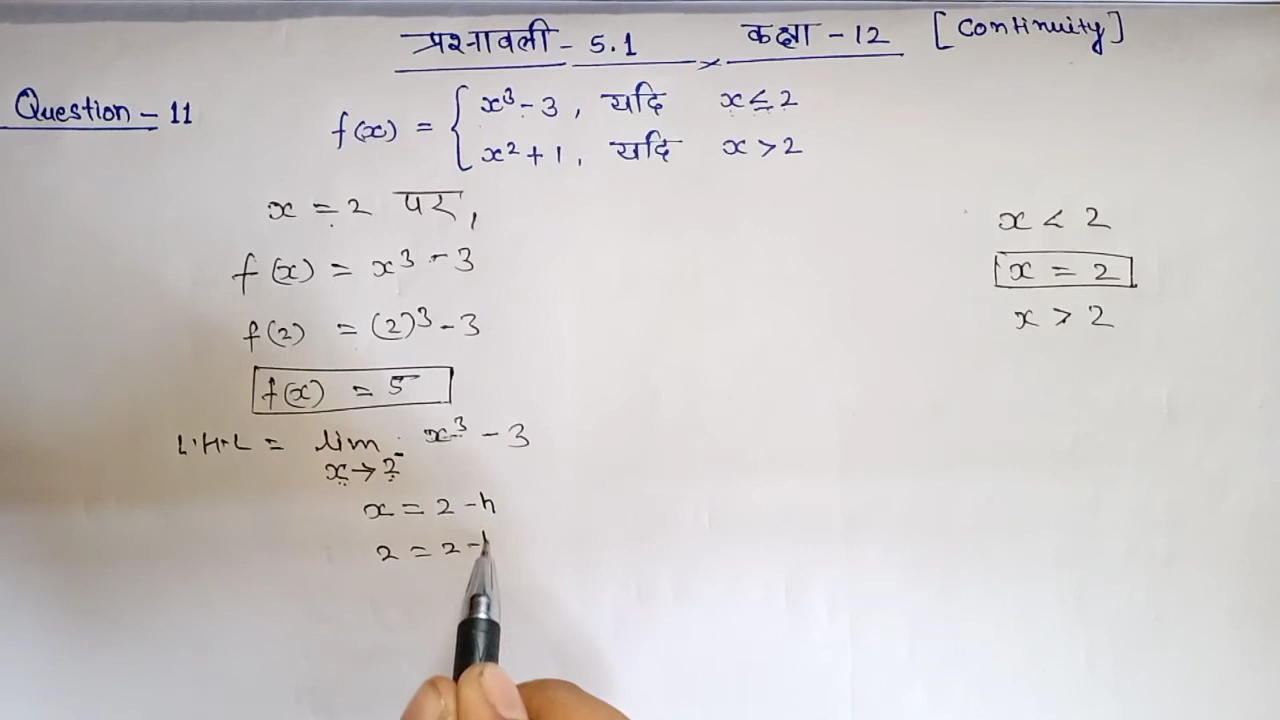 प्रश्नावली - 5.1 × कक्षा - 12 [Continuity]
Question - 11
f(x) = { x³ - 3, यदि x ≤ 2
x² + 1, यदि x > 2
x = 2 पर,
f(x) = x³ - 3
f(2) = (2)³ - 3
f(x) = 5
L.H.L = lim x³ - 3
x → 2⁻
x = 2 - h
2 = 2 - h
x < 2
x = 2
x > 2